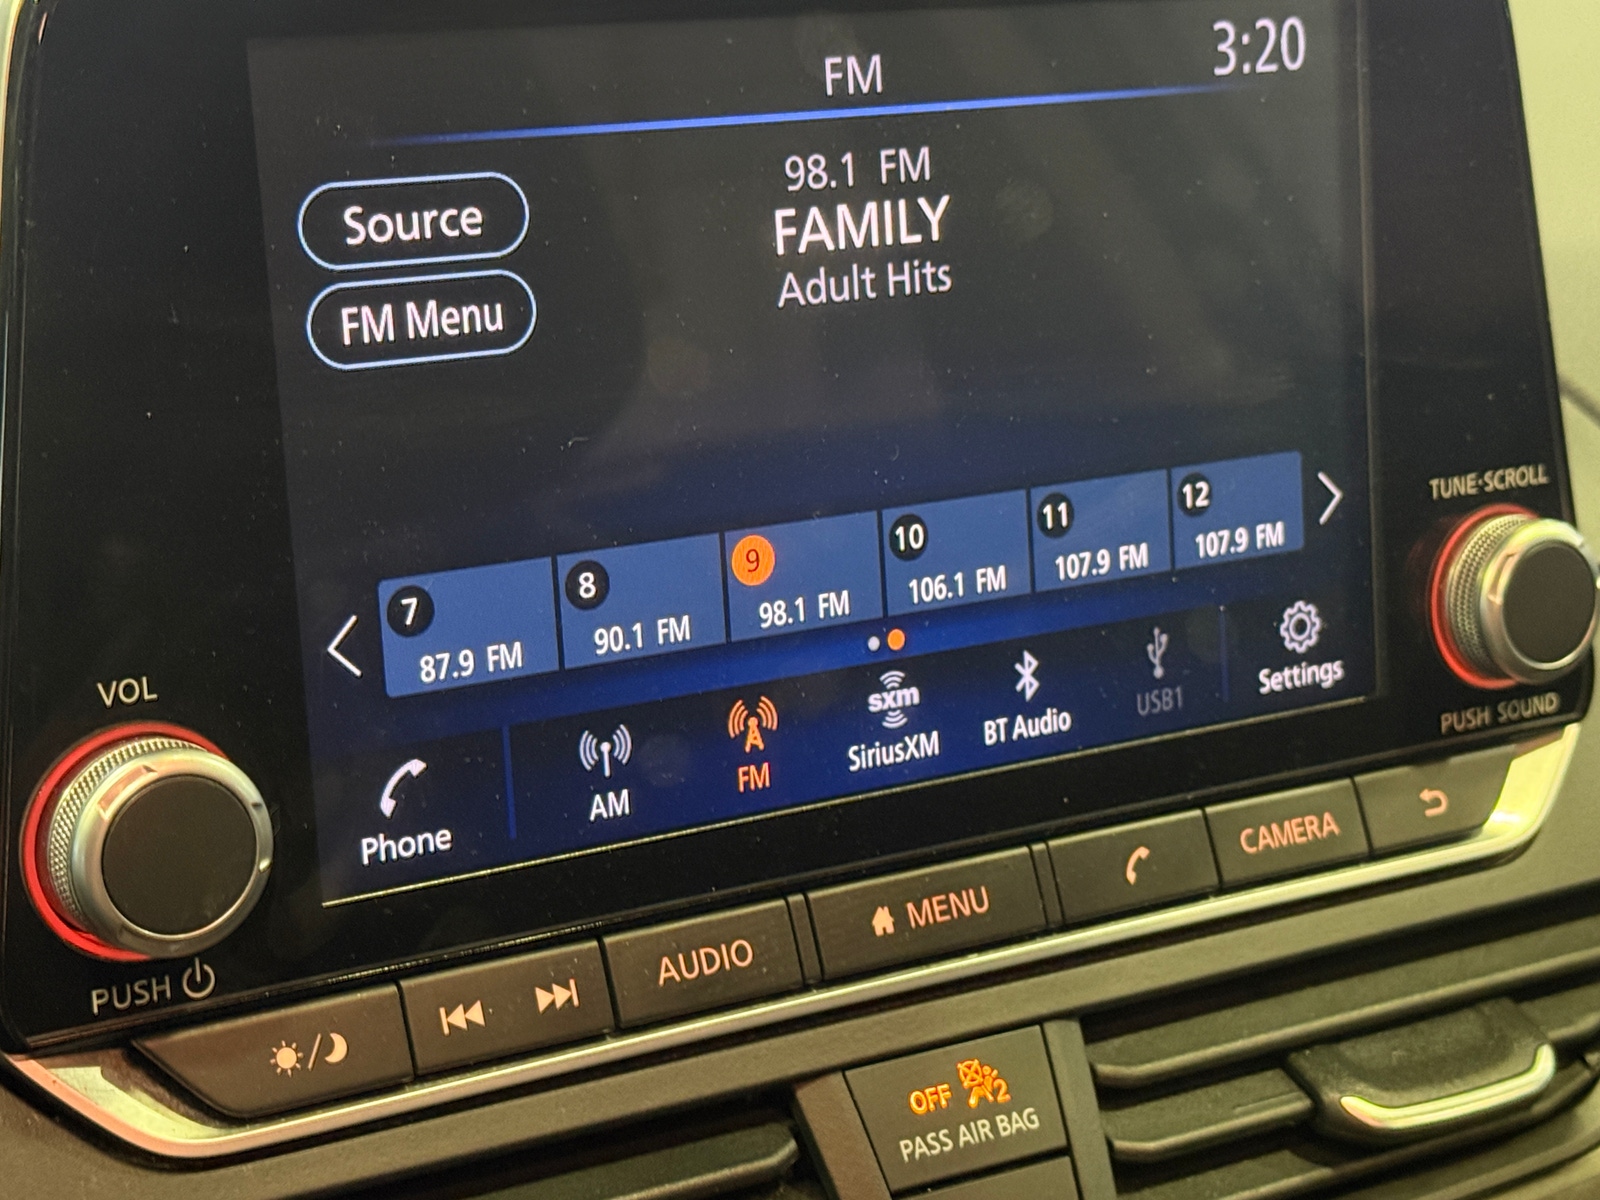 FM
3:20
98.1 FM
FAMILY
Adult Hits
Source
FM Menu
7
87.9 FM
8
90.1 FM
9
98.1 FM
10
106.1 FM
11
107.9 FM
12
107.9 FM
Phone
AM
FM
sxm
SiriusXM
BT Audio
USB1
Settings
VOL
PUSH
TUNE·SCROLL
PUSH SOUND
AUDIO
MENU
CAMERA
OFF 2
PASS AIR BAG